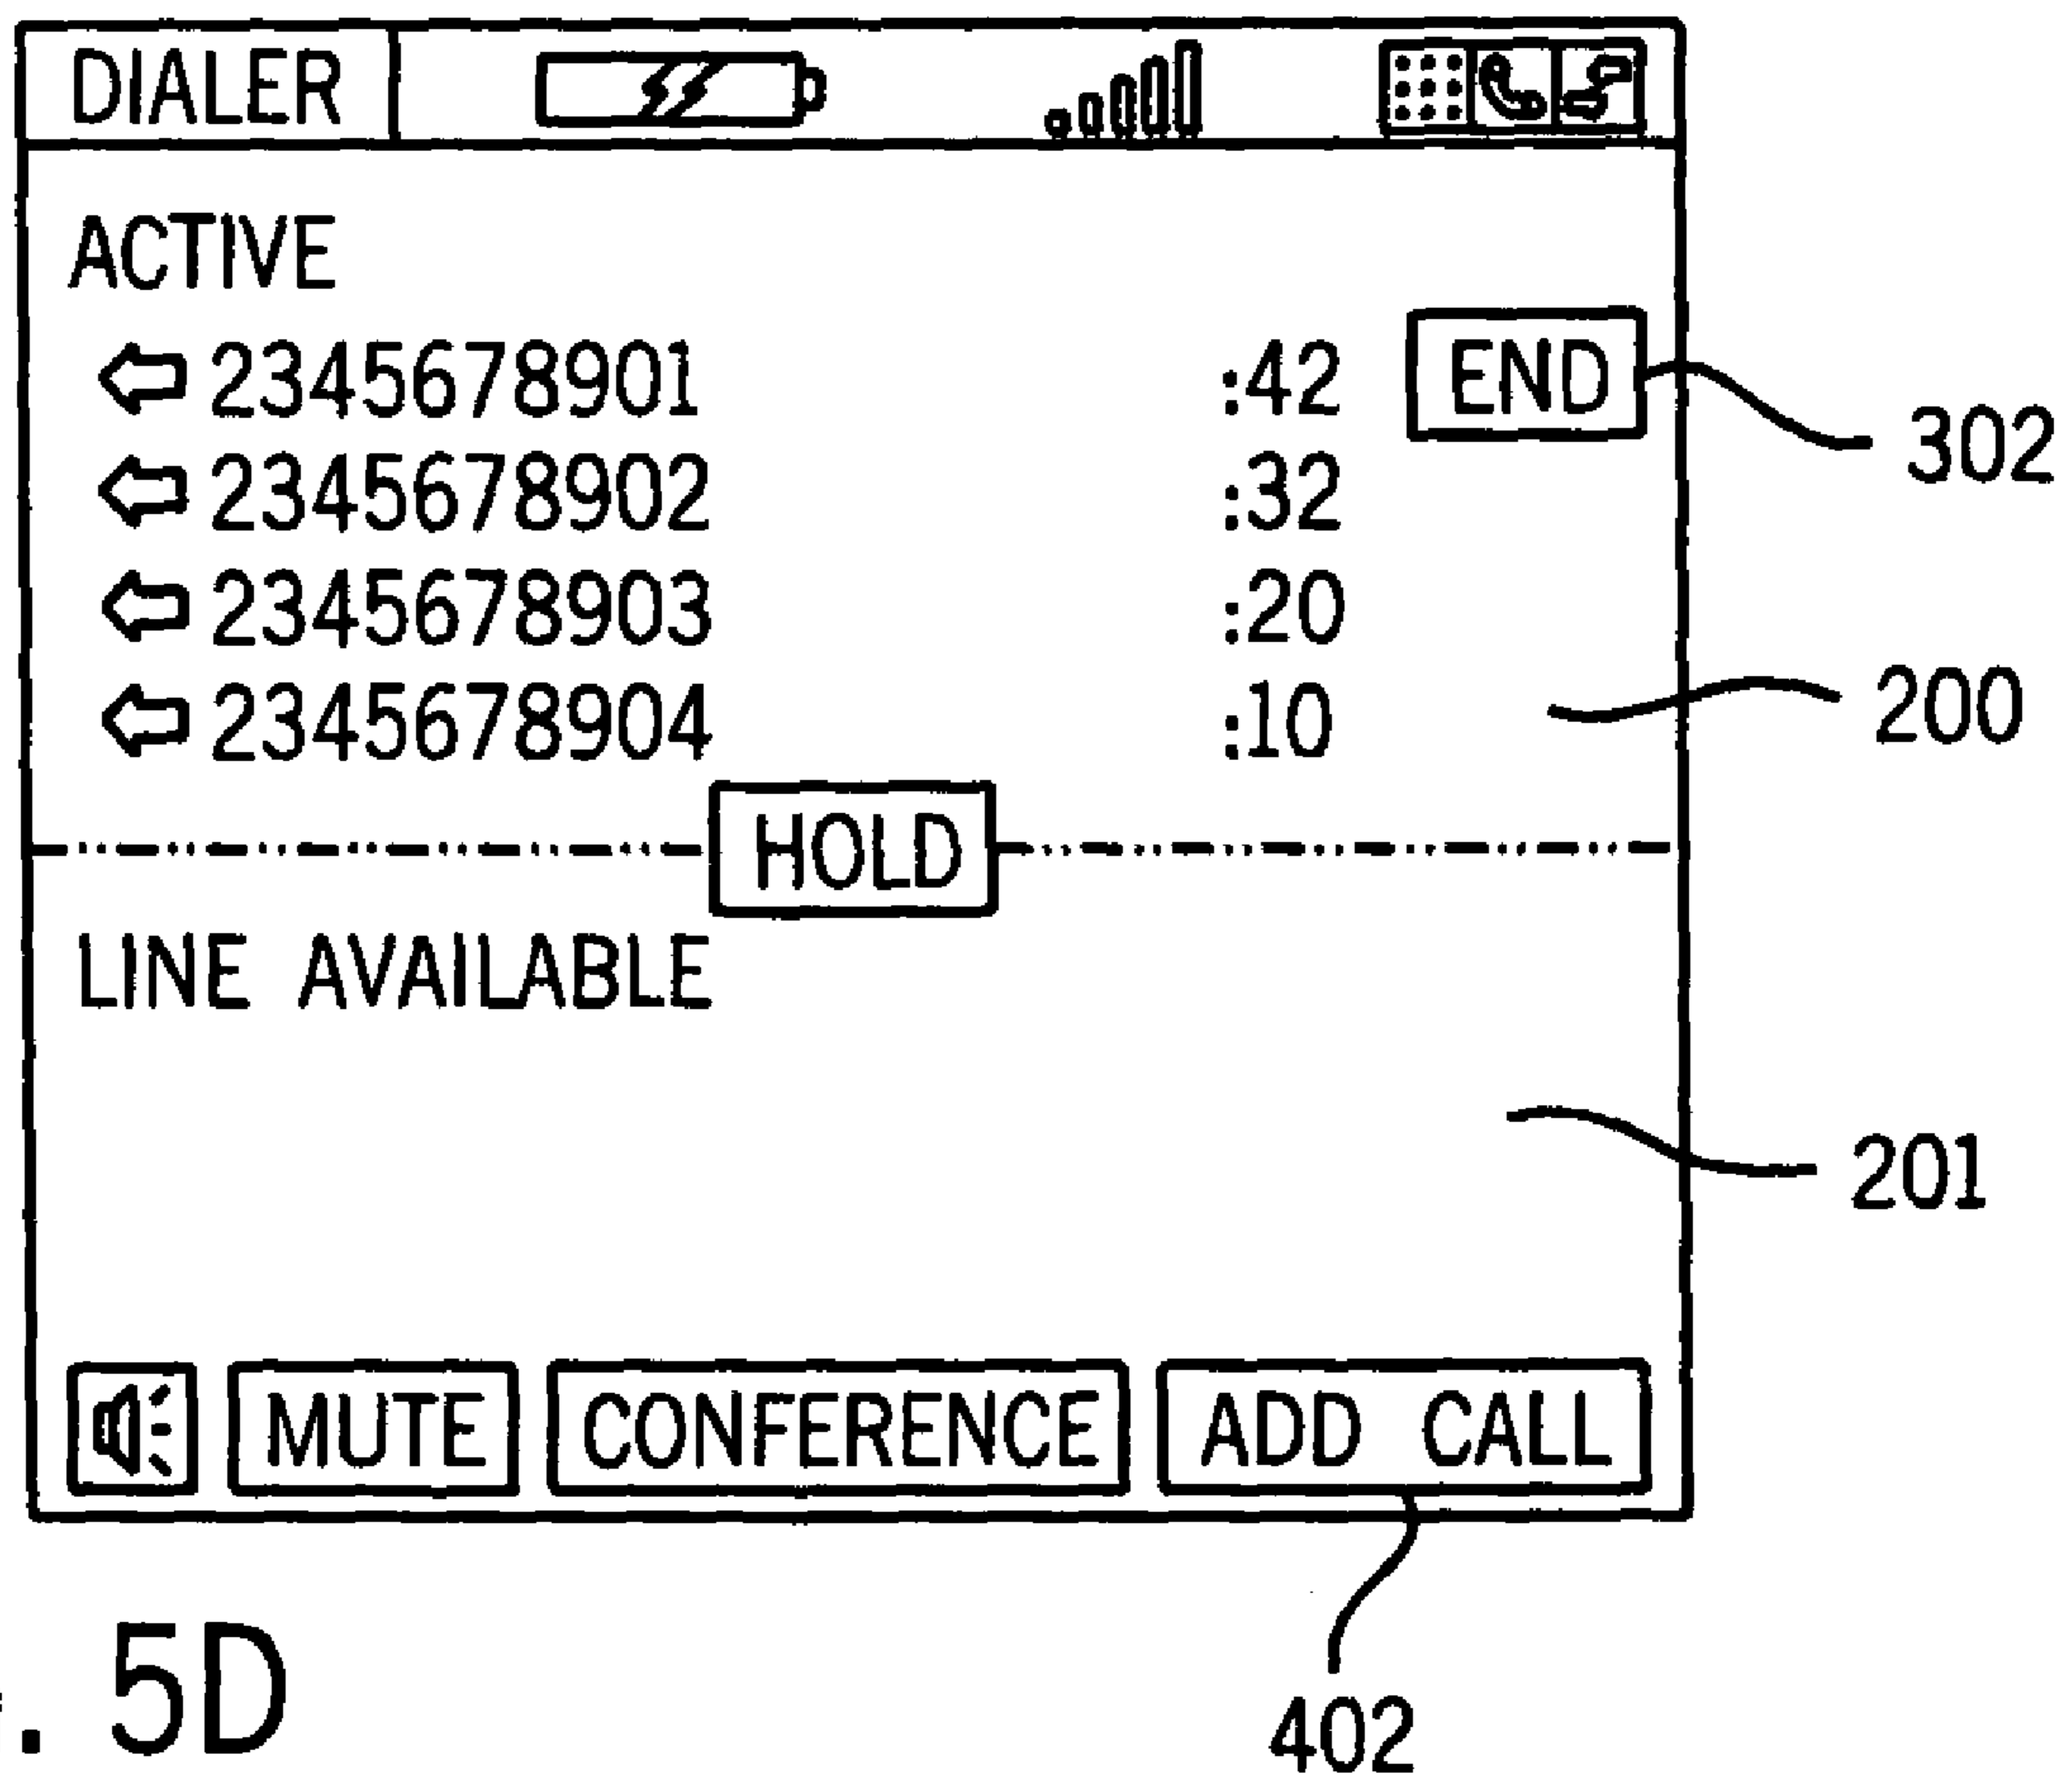 DIALER
ACTIVE
2345678901 :42 END
302
2345678902 :32
2345678903 :20
2345678904 :10
200
HOLD
LINE AVAILABLE
201
MUTE CONFERENCE ADD CALL
402
. 5D